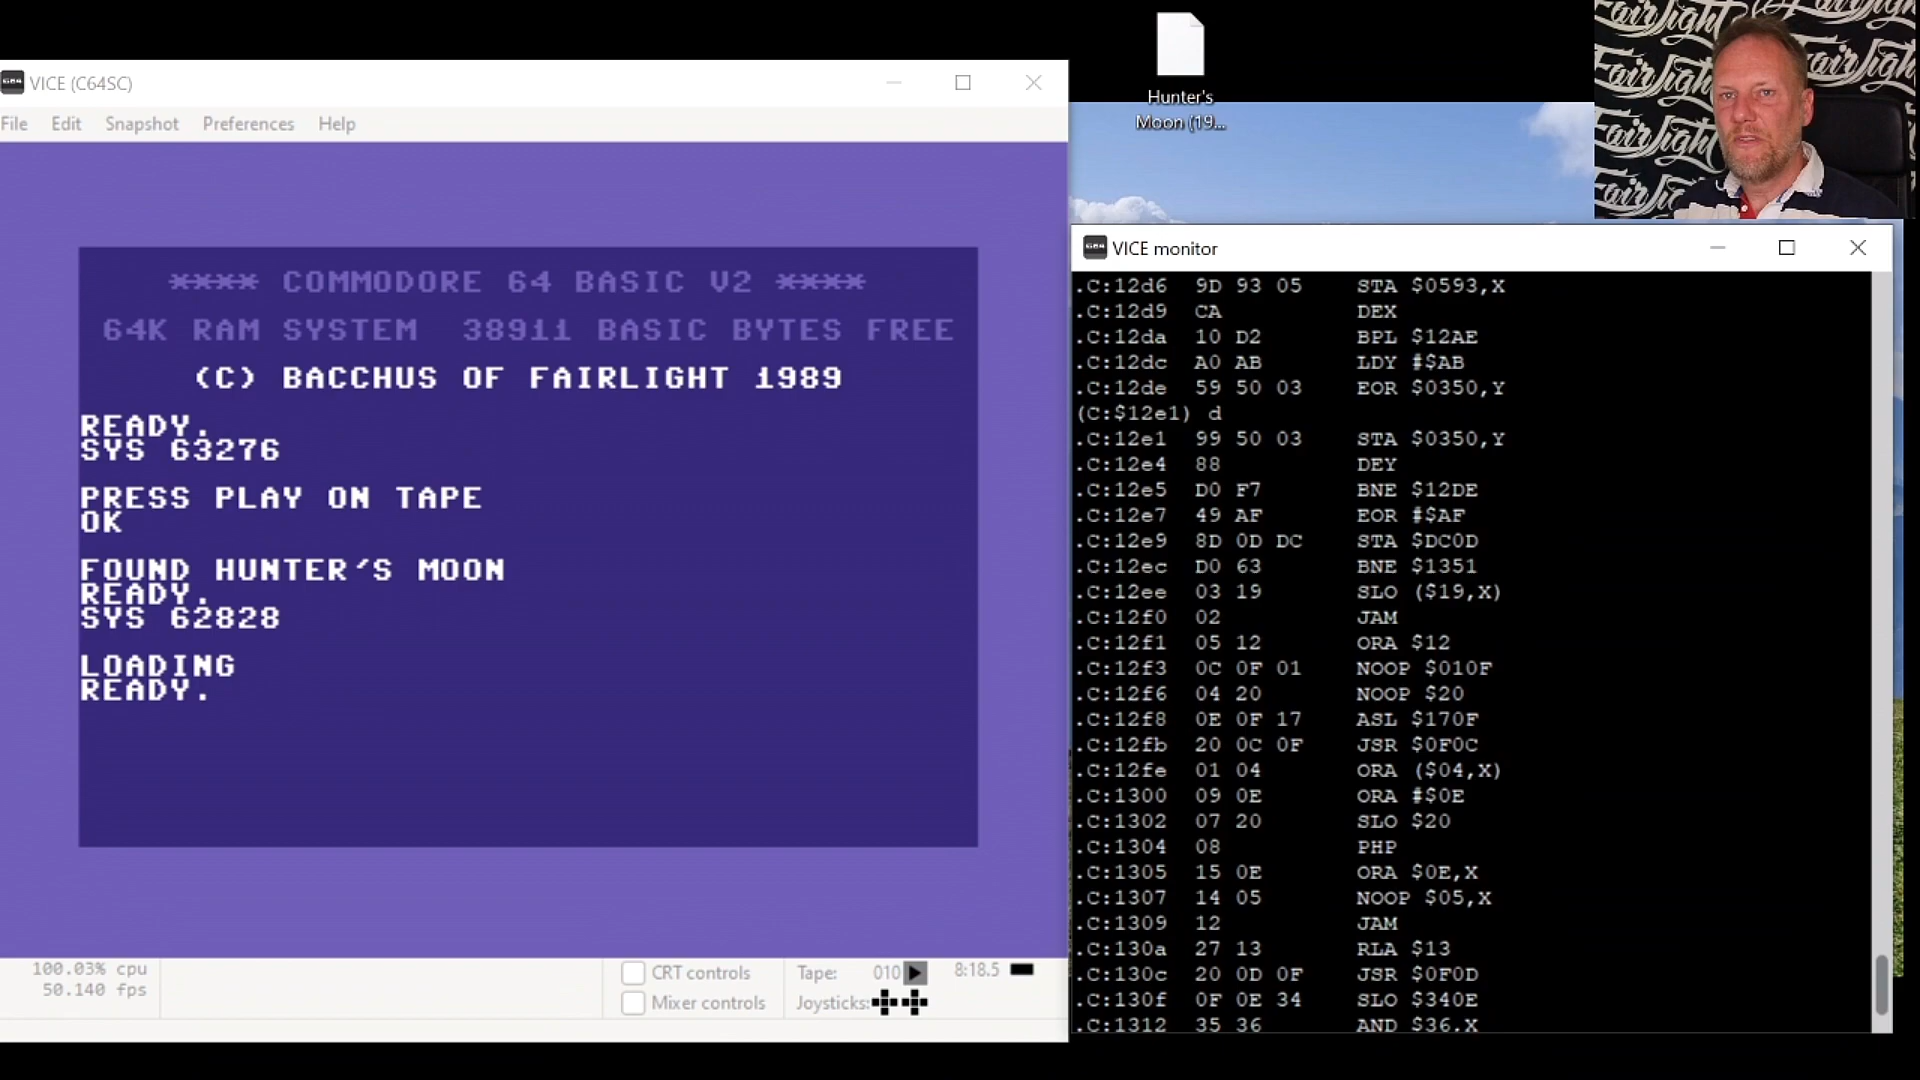 VICE (C64SC)
File Edit Snapshot Preferences Help
**** COMMODORE 64 BASIC V2 ****
64K RAM SYSTEM 38911 BASIC BYTES FREE
(C) BACCHUS OF FAIRLIGHT 1989
READY.
SYS 63276
PRESS PLAY ON TAPE
OK
FOUND HUNTER'S MOON
READY.
SYS 62828
LOADING
READY.
100.03% cpu
50.140 fps
CRT controls
Mixer controls
Tape: 010 8:18.5
Joysticks:
Hunter's
Moon (19...
Fairlight
Fairlight
Fairlight
VICE monitor
.C:12d6 9D 93 05 STA $0593,X
.C:12d9 CA DEX
.C:12da 10 D2 BPL $12AE
.C:12dc A0 AB LDY #$AB
.C:12de 59 50 03 EOR $0350,Y
(C:$12e1) d
.C:12e1 99 50 03 STA $0350,Y
.C:12e4 88 DEY
.C:12e5 D0 F7 BNE $12DE
.C:12e7 49 AF EOR #$AF
.C:12e9 8D 0D DC STA $DC0D
.C:12ec D0 63 BNE $1351
.C:12ee 03 19 SLO ($19,X)
.C:12f0 02 JAM
.C:12f1 05 12 ORA $12
.C:12f3 0C 0F 01 NOOP $010F
.C:12f6 04 20 NOOP $20
.C:12f8 0E 0F 17 ASL $170F
.C:12fb 20 0C 0F JSR $0F0C
.C:12fe 01 04 ORA ($04,X)
.C:1300 09 0E ORA #$0E
.C:1302 07 20 SLO $20
.C:1304 08 PHP
.C:1305 15 0E ORA $0E,X
.C:1307 14 05 NOOP $05,X
.C:1309 12 JAM
.C:130a 27 13 RLA $13
.C:130c 20 0D 0F JSR $0F0D
.C:130f 0F 0E 34 SLO $340E
.C:1312 35 36 AND $36,X